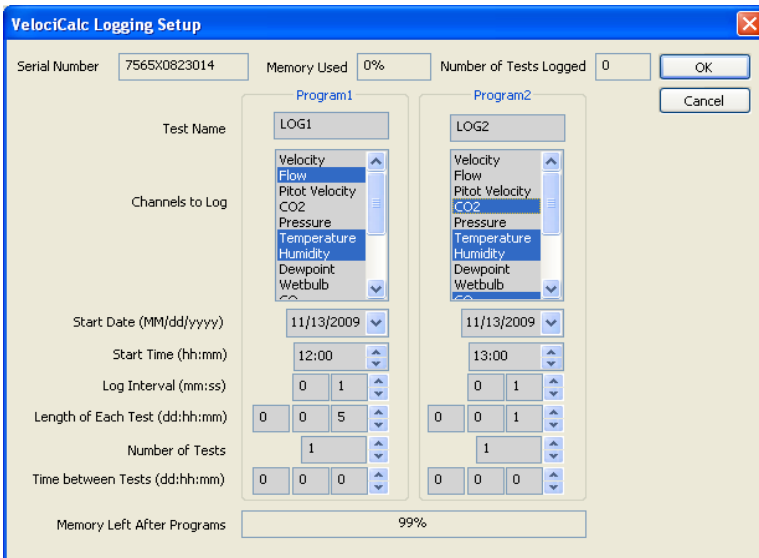 VelociCalc Logging Setup
Serial Number 7565X0823014 Memory Used 0% Number of Tests Logged 0 OK
Cancel
Program1 Program2
Test Name LOG1 LOG2
Channels to Log
Velocity Velocity
Flow Flow
Pitot Velocity Pitot Velocity
CO2 CO2
Pressure Pressure
Temperature Temperature
Humidity Humidity
Dewpoint Dewpoint
Wetbulb Wetbulb
CO CO
Start Date (MM/dd/yyyy) 11/13/2009 11/13/2009
Start Time (hh:mm) 12:00 13:00
Log Interval (mm:ss) 0 1 0 1
Length of Each Test (dd:hh:mm) 0 0 5 0 0 1
Number of Tests 1 1
Time between Tests (dd:hh:mm) 0 0 0 0 0 0
Memory Left After Programs 99%